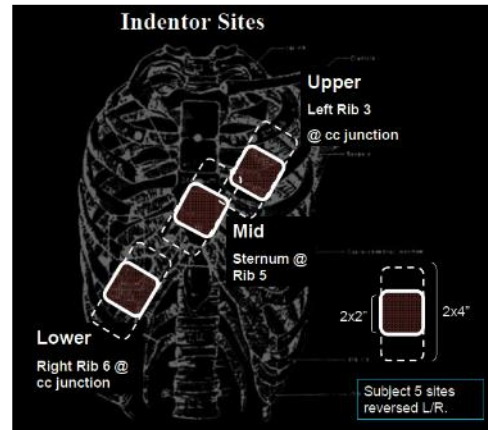 Indentor Sites
Upper
Left Rib 3
@ cc junction
Mid
Sternum @
Rib 5
2x2"
2x4"
Lower
Right Rib 6 @
cc junction
Subject 5 sites
reversed L/R.